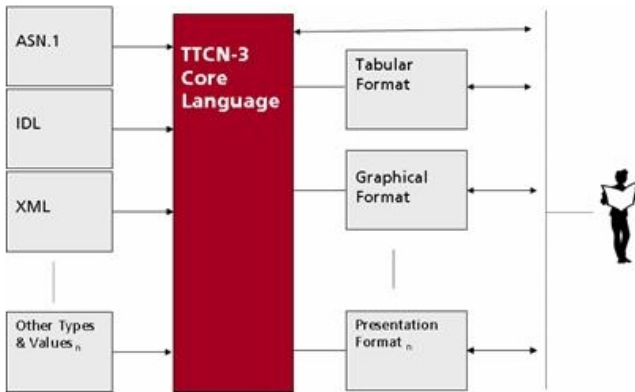 ASN.1
IDL
XML
Other Types
& Values n
TTCN-3
Core
Language
Tabular
Format
Graphical
Format
Presentation
Format n